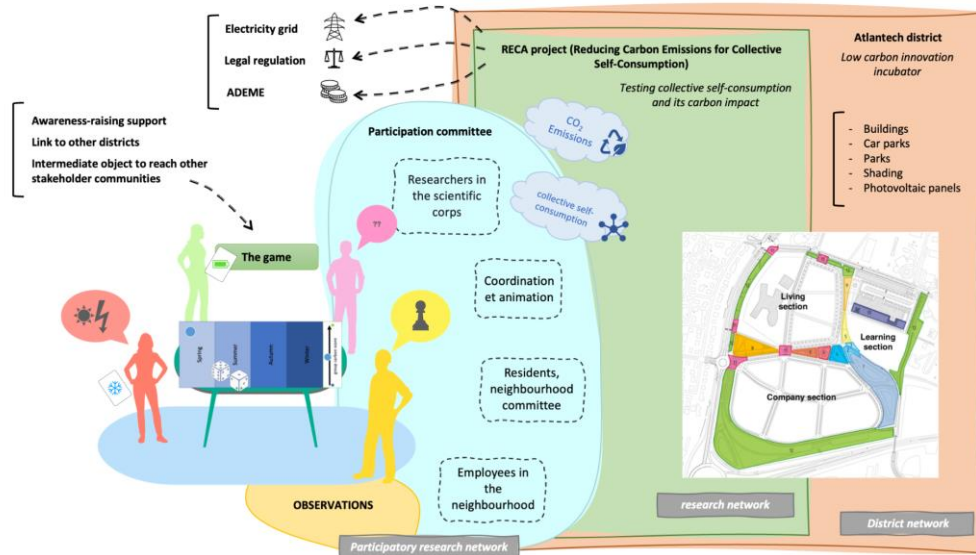 Electricity grid
Legal regulation
ADEME
Awareness-raising support
Link to other districts
Intermediate object to reach other
stakeholder communities
The game
??
Spring
Summer
Autumn
Winter
OBSERVATIONS
Participation committee
Researchers in
the scientific
corps
Coordination
et animation
Residents,
neighbourhood
committee
Employees in
the
neighbourhood
Participatory research network
CO2
Emissions
collective self-
consumption
RECA project (Reducing Carbon Emissions for Collective
Self-Consumption)
Testing collective self-consumption
and its carbon impact
research network
Atlantech district
Low carbon innovation
incubator
- Buildings
- Car parks
- Parks
- Shading
- Photovoltaic panels
Living
section
Learning
section
Company section
District network